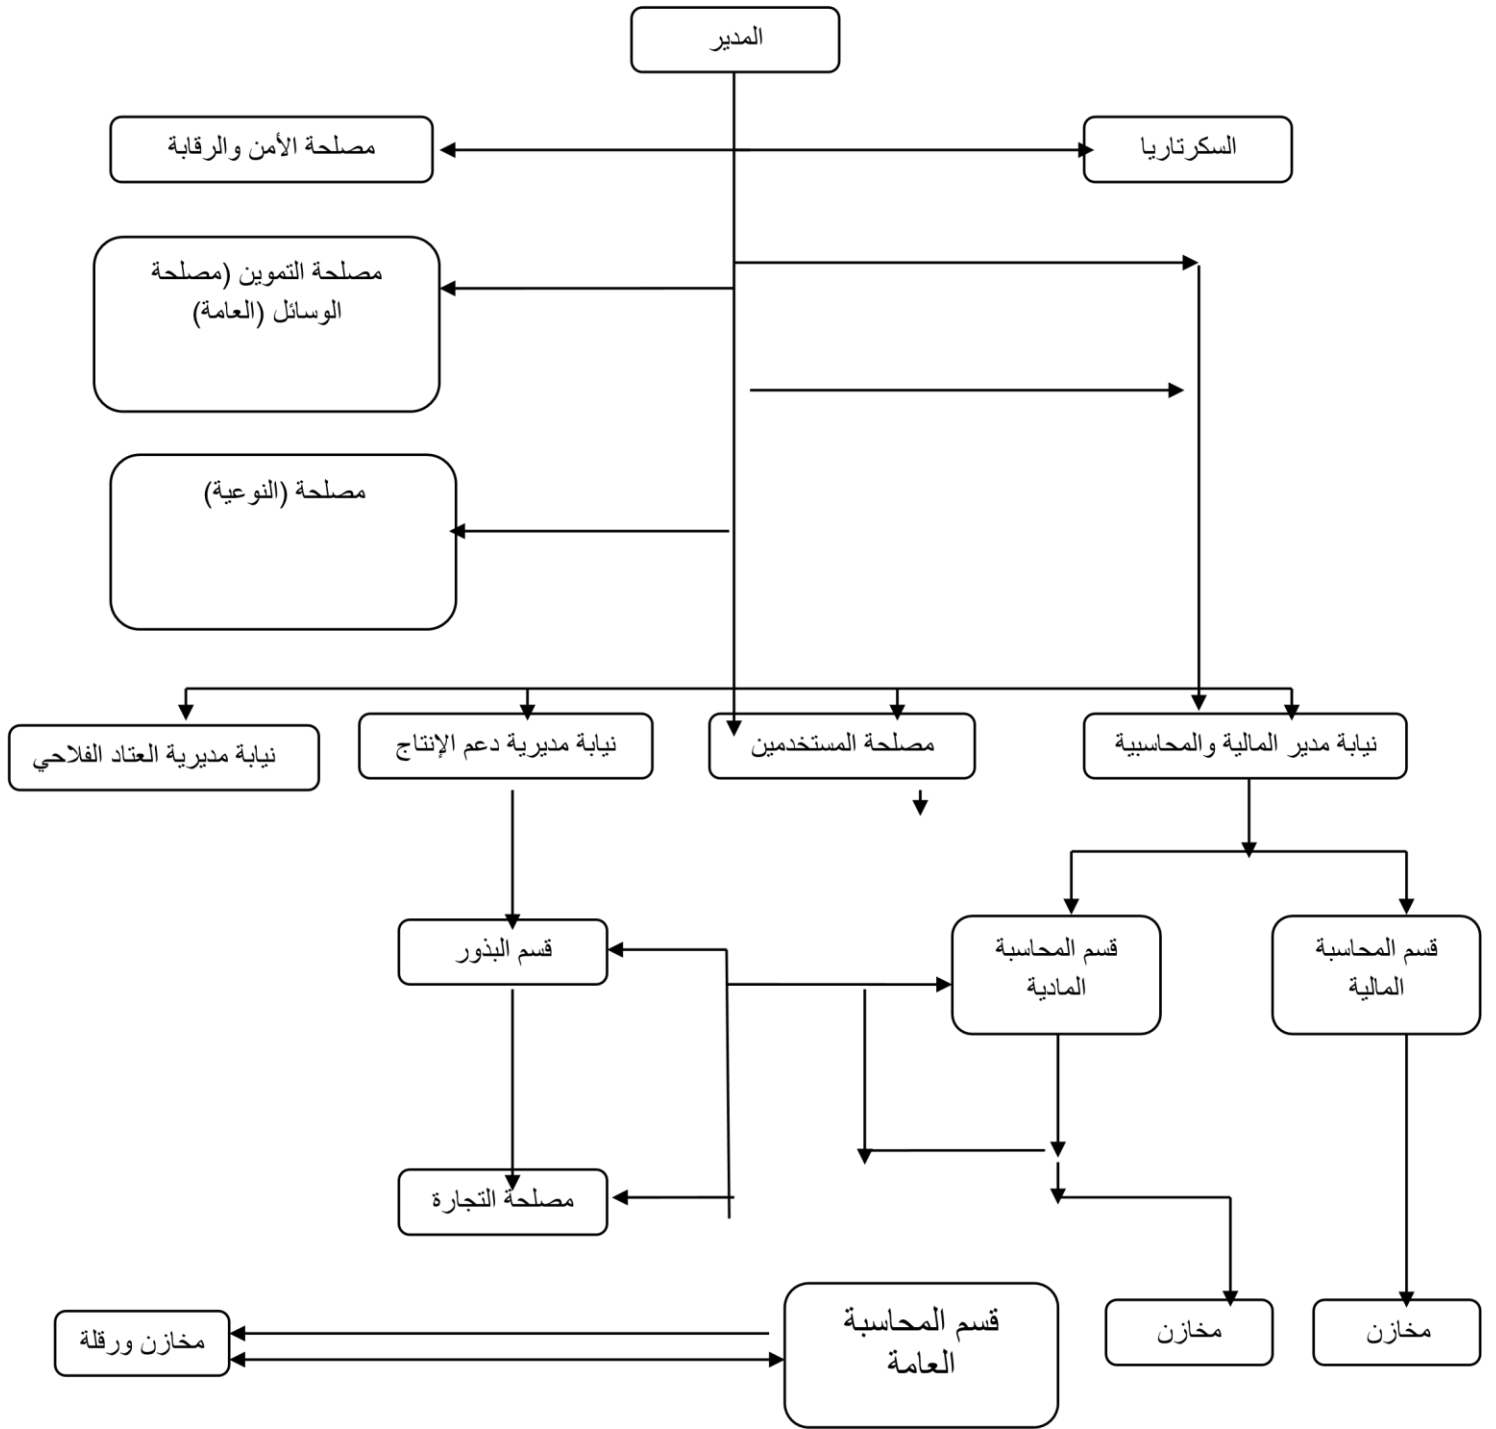 المدير
السكرتاريا
مصلحة الأمن والرقابة
مصلحة التموين (مصلحة
الوسائل (العامة)
مصلحة (النوعية)
نيابة مدير المالية والمحاسبية
مصلحة المستخدمين
نيابة مديرية دعم الإنتاج
نيابة مديرية العتاد الفلاحي
قسم المحاسبة
المالية
قسم المحاسبة
المادية
قسم البذور
مصلحة التجارة
مخازن
مخازن
قسم المحاسبة
العامة
مخازن ورقلة